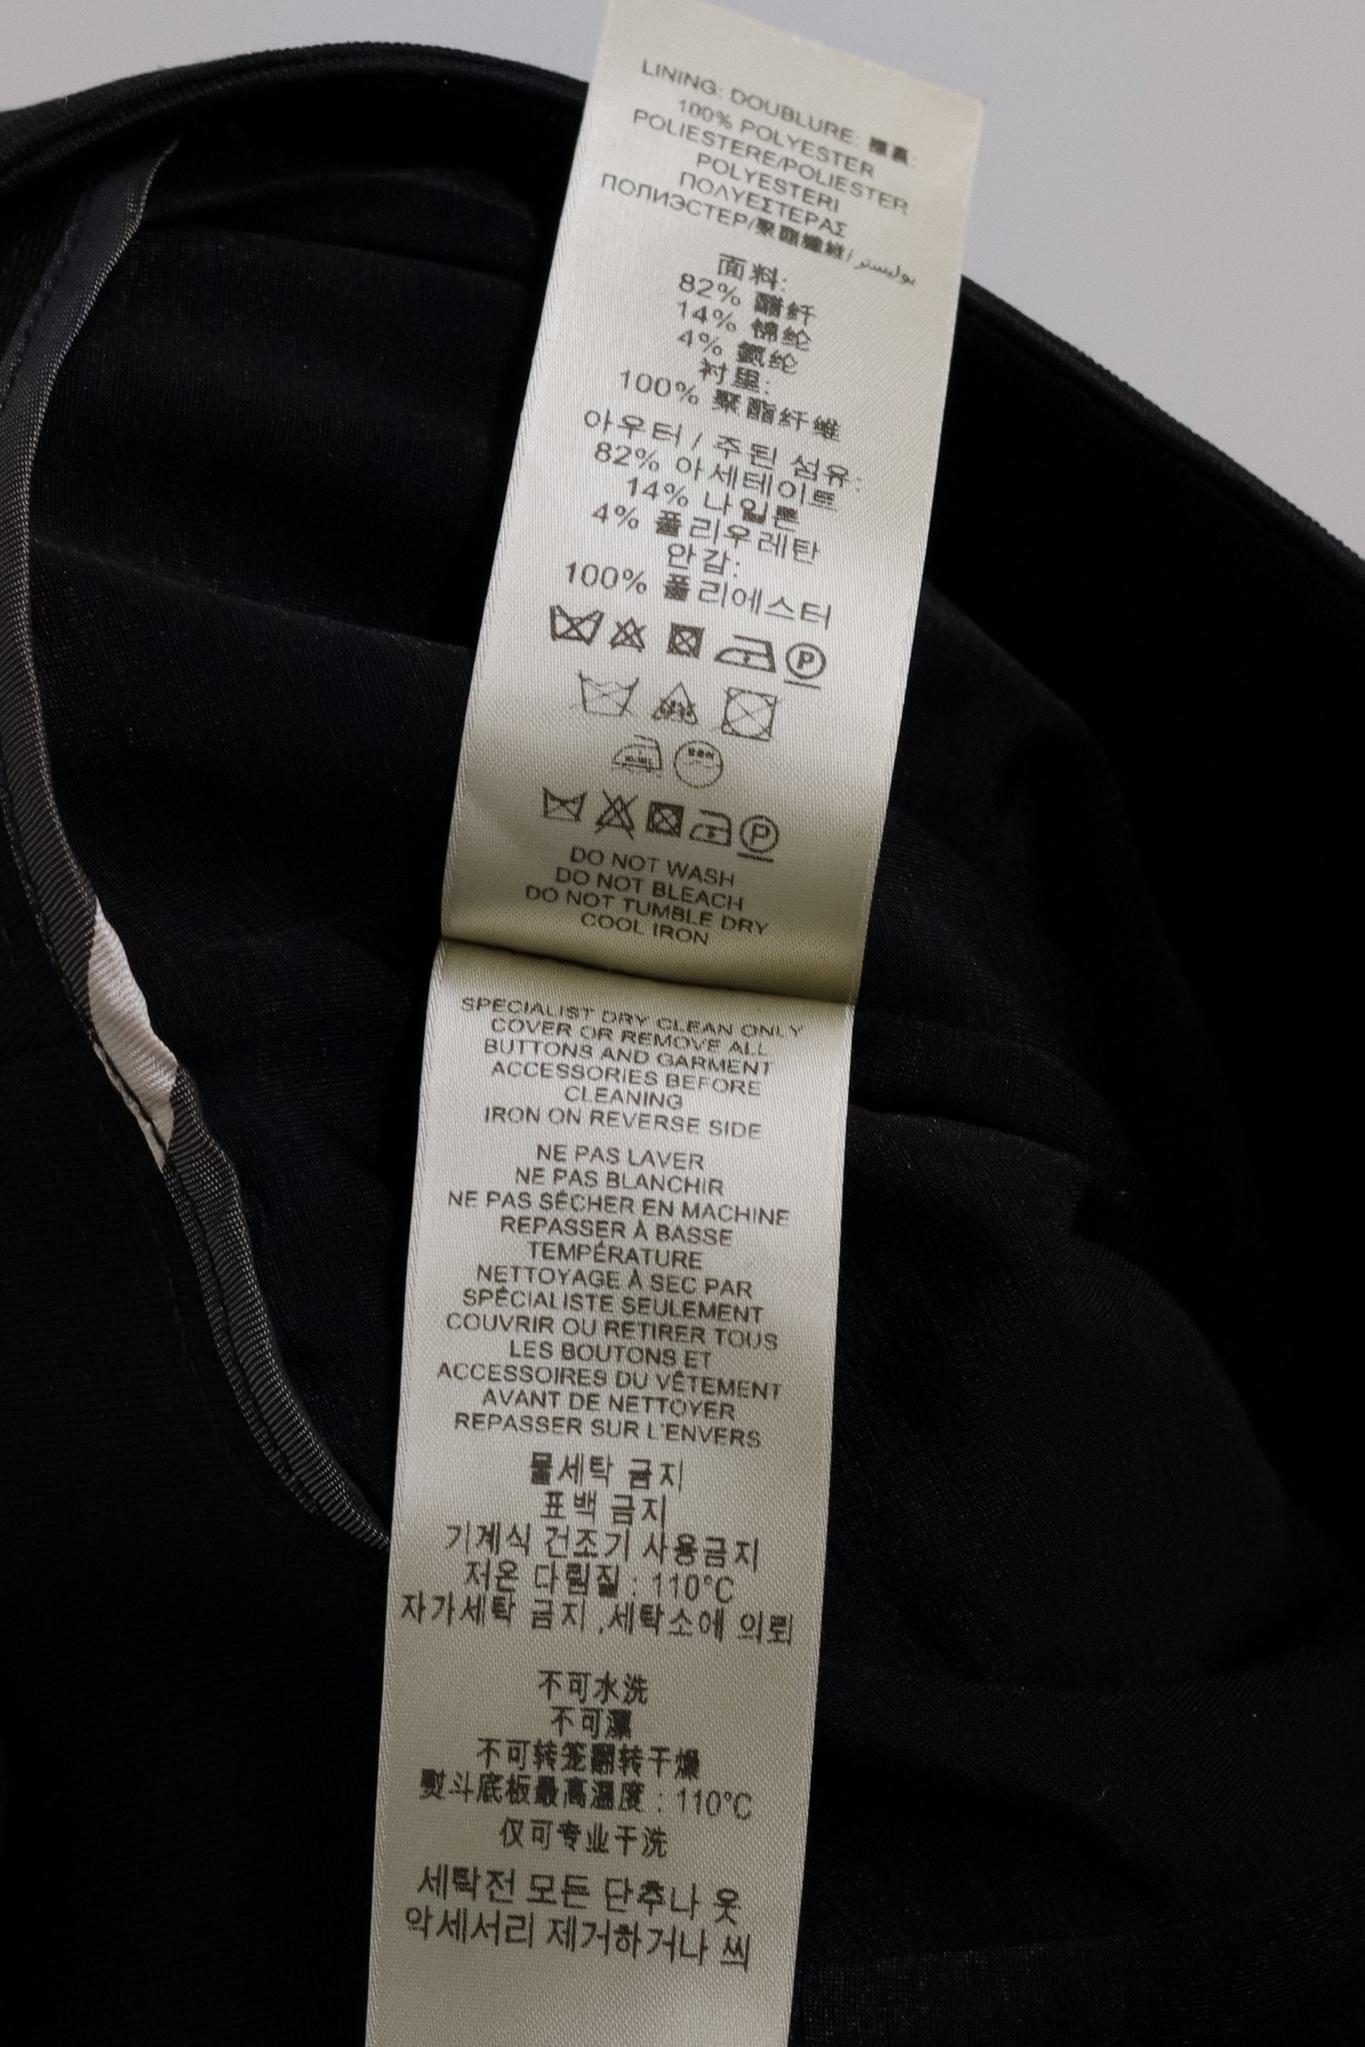 LINING: DOUBLURE: 襯裏:
100% POLYESTER
POLIESTERE/POLIESTER
POLYESTERI
ΠΟΛΥΕΣΤΕΡΑΣ
ПОЛИЭСТЕР/聚酯纖維/بوليستر
面料:
82% 醋纤
14% 锦纶
4% 氨纶
衬里:
100% 聚酯纤维
아우터 / 주된 섬유:
82% 아세테이트
14% 나일론
4% 폴리우레탄
안감:
100% 폴리에스터
P
P
DO NOT WASH
DO NOT BLEACH
DO NOT TUMBLE DRY
COOL IRON
SPECIALIST DRY CLEAN ONLY
COVER OR REMOVE ALL
BUTTONS AND GARMENT
ACCESSORIES BEFORE
CLEANING
IRON ON REVERSE SIDE
NE PAS LAVER
NE PAS BLANCHIR
NE PAS SÉCHER EN MACHINE
REPASSER À BASSE
TEMPÉRATURE
NETTOYAGE À SEC PAR
SPÉCIALISTE SEULEMENT
COUVRIR OU RETIRER TOUS
LES BOUTONS ET
ACCESSOIRES DU VÊTEMENT
AVANT DE NETTOYER
REPASSER SUR L'ENVERS
물세탁 금지
표백 금지
기계식 건조기 사용금지
저온 다림질 : 110°C
자가세탁 금지 ,세탁소에 의뢰
不可水洗
不可漂
不可转笼翻转干燥
熨斗底板最高温度 : 110°C
仅可专业干洗
세탁전 모든 단추나 옷
악세서리 제거하거나 씌